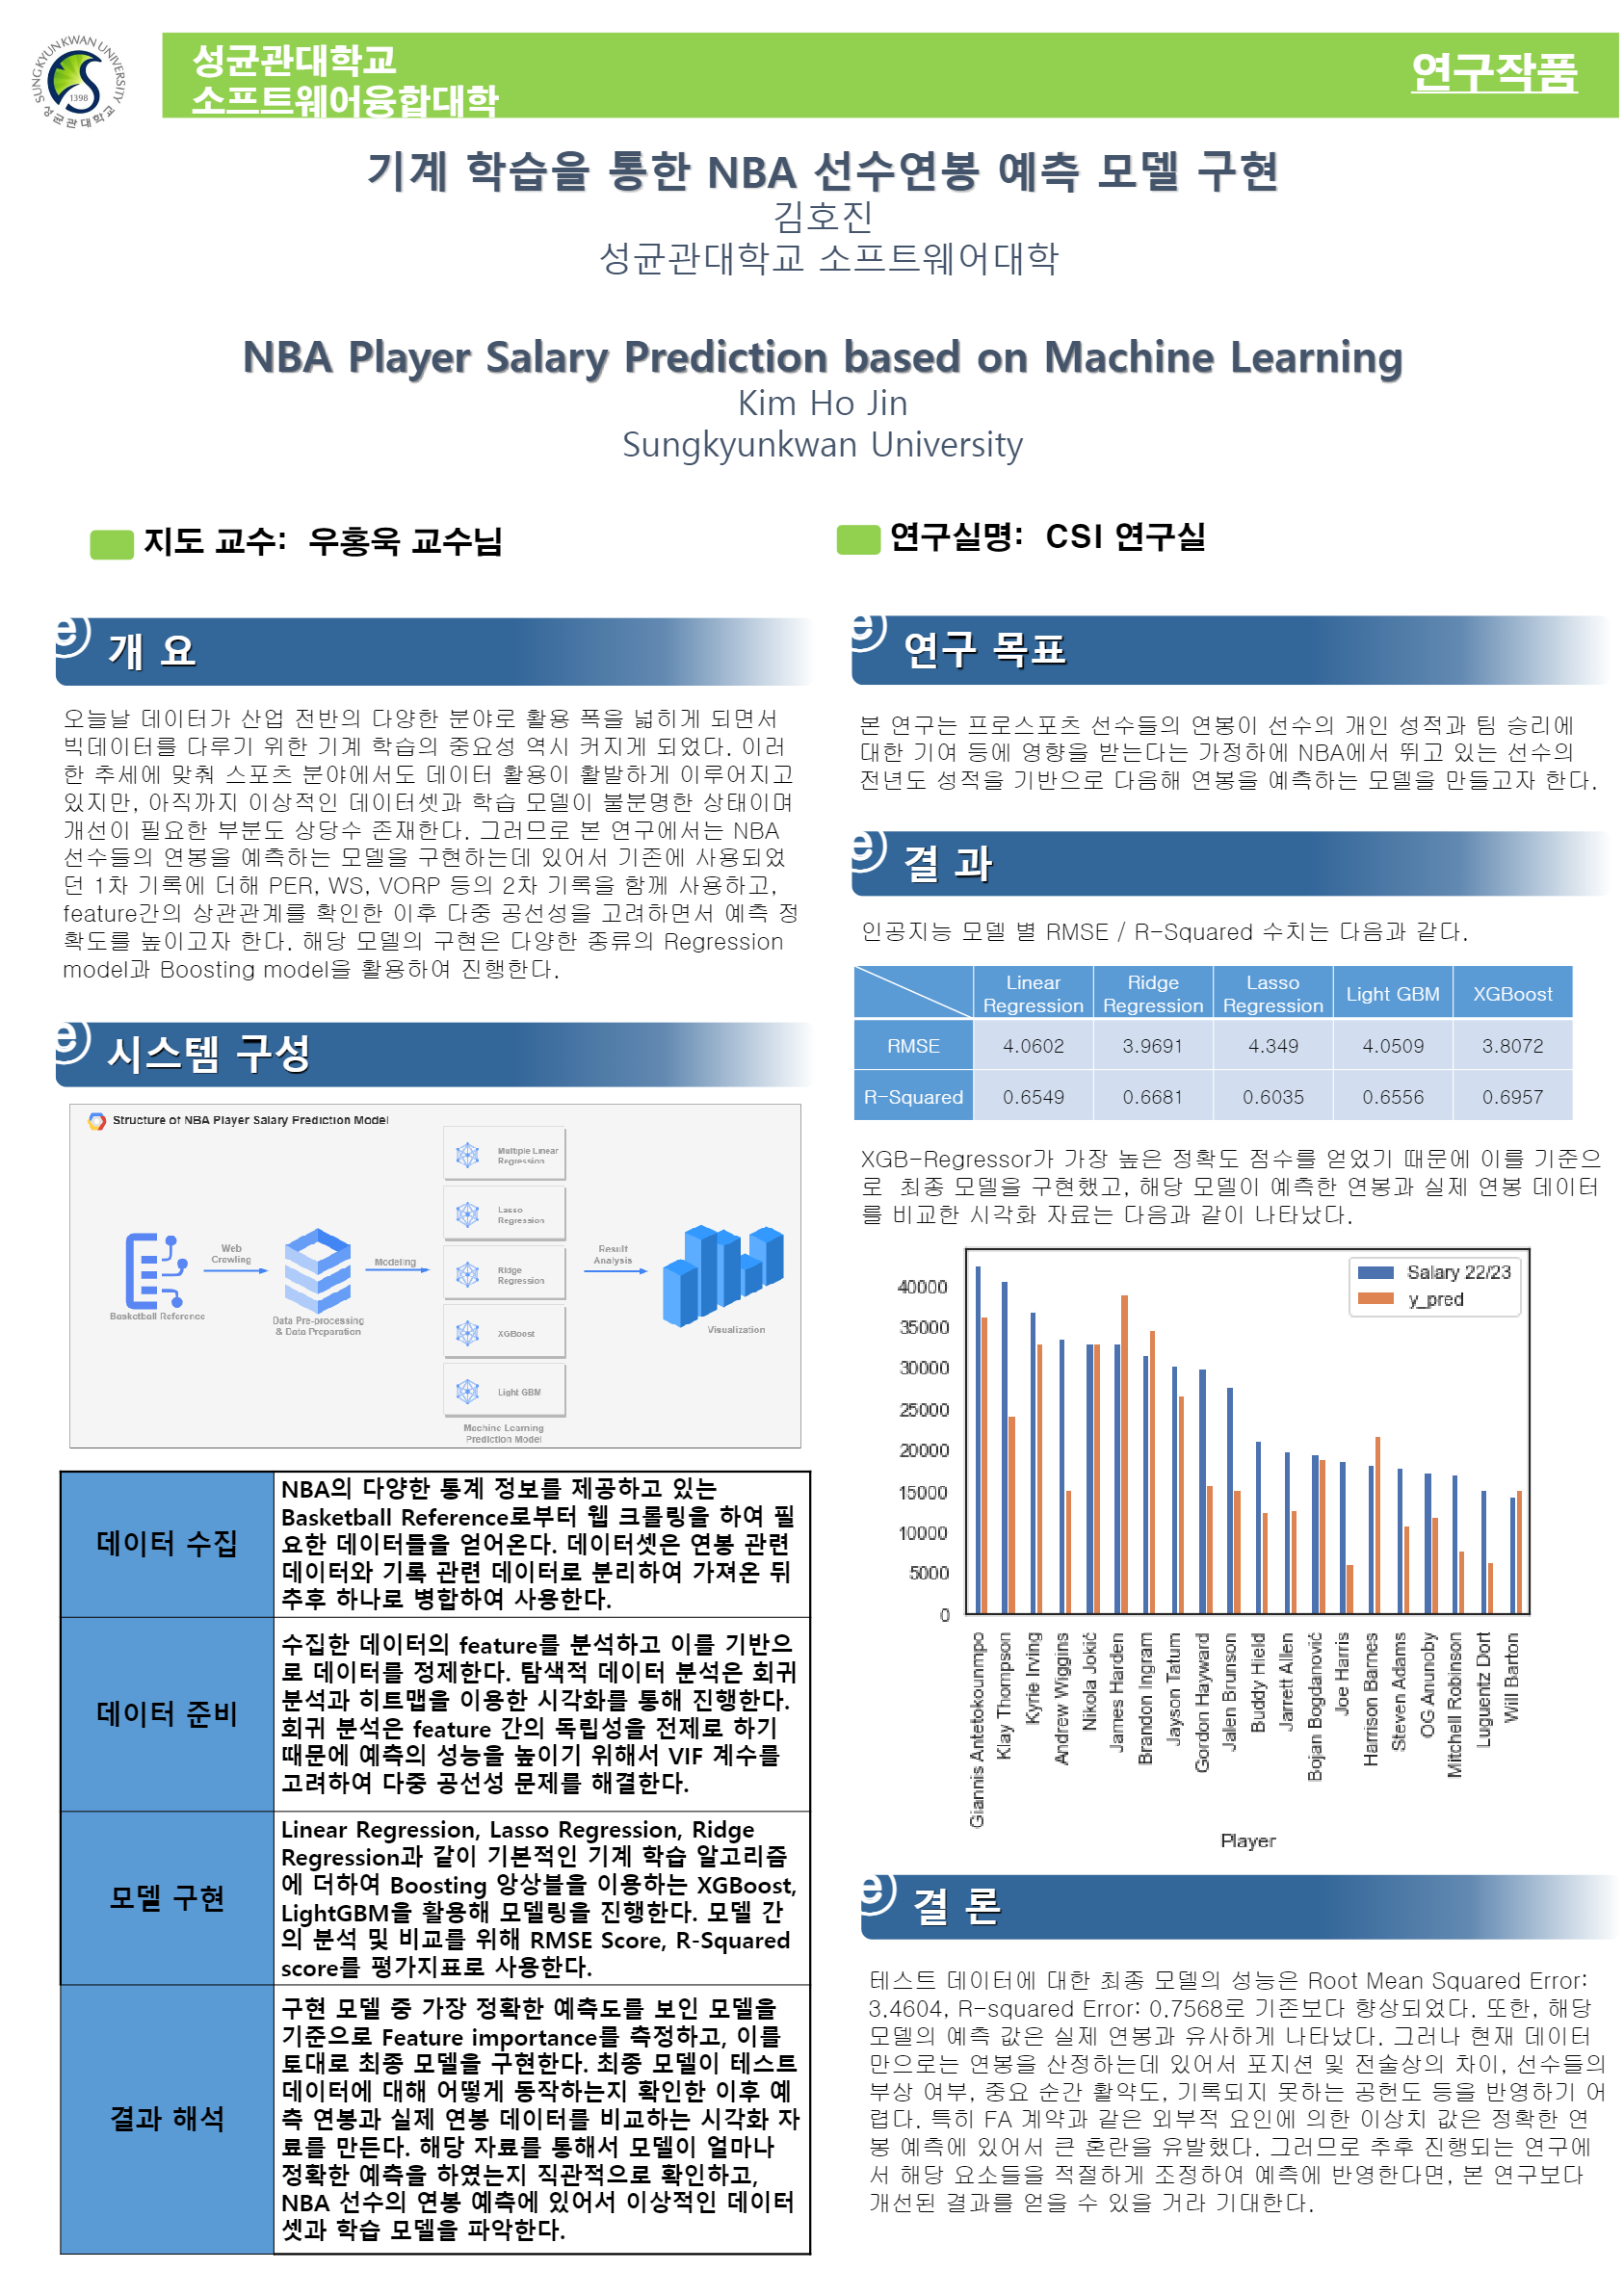 SUNGKYUNKWAN UNIVERSITY
1398
성균관대학교
성균관대학교
소프트웨어융합대학
연구작품
기계 학습을 통한 NBA 선수연봉 예측 모델 구현
김호진
성균관대학교 소프트웨어대학
NBA Player Salary Prediction based on Machine Learning
Kim Ho Jin
Sungkyunkwan University
지도 교수: 우홍욱 교수님
연구실명: CSI 연구실
개 요
오늘날 데이터가 산업 전반의 다양한 분야로 활용 폭을 넓히게 되면서
빅데이터를 다루기 위한 기계 학습의 중요성 역시 커지게 되었다. 이러
한 추세에 맞춰 스포츠 분야에서도 데이터 활용이 활발하게 이루어지고
있지만, 아직까지 이상적인 데이터셋과 학습 모델이 불분명한 상태이며
개선이 필요한 부분도 상당수 존재한다. 그러므로 본 연구에서는 NBA
선수들의 연봉을 예측하는 모델을 구현하는데 있어서 기존에 사용되었
던 1차 기록에 더해 PER, WS, VORP 등의 2차 기록을 함께 사용하고,
feature간의 상관관계를 확인한 이후 다중 공선성을 고려하면서 예측 정
확도를 높이고자 한다. 해당 모델의 구현은 다양한 종류의 Regression
model과 Boosting model을 활용하여 진행한다.
시스템 구성
Structure of NBA Player Salary Prediction Model
Basketball Reference
Web
Crowling
Data Pre-processing
& Data Preparation
Modeling
Multiple Linear
Regression
Lasso
Regression
Ridge
Regression
XGBoost
Light GBM
Machine Learning
Prediction Model
Result
Analysis
Visualization
데이터 수집
NBA의 다양한 통계 정보를 제공하고 있는
Basketball Reference로부터 웹 크롤링을 하여 필
요한 데이터들을 얻어온다. 데이터셋은 연봉 관련
데이터와 기록 관련 데이터로 분리하여 가져온 뒤
추후 하나로 병합하여 사용한다.
데이터 준비
수집한 데이터의 feature를 분석하고 이를 기반으
로 데이터를 정제한다. 탐색적 데이터 분석은 회귀
분석과 히트맵을 이용한 시각화를 통해 진행한다.
회귀 분석은 feature 간의 독립성을 전제로 하기
때문에 예측의 성능을 높이기 위해서 VIF 계수를
고려하여 다중 공선성 문제를 해결한다.
모델 구현
Linear Regression, Lasso Regression, Ridge
Regression과 같이 기본적인 기계 학습 알고리즘
에 더하여 Boosting 앙상블을 이용하는 XGBoost,
LightGBM을 활용해 모델링을 진행한다. 모델 간
의 분석 및 비교를 위해 RMSE Score, R-Squared
score를 평가지표로 사용한다.
결과 해석
구현 모델 중 가장 정확한 예측도를 보인 모델을
기준으로 Feature importance를 측정하고, 이를
토대로 최종 모델을 구현한다. 최종 모델이 테스트
데이터에 대해 어떻게 동작하는지 확인한 이후 예
측 연봉과 실제 연봉 데이터를 비교하는 시각화 자
료를 만든다. 해당 자료를 통해서 모델이 얼마나
정확한 예측을 하였는지 직관적으로 확인하고,
NBA 선수의 연봉 예측에 있어서 이상적인 데이터
셋과 학습 모델을 파악한다.
연구 목표
본 연구는 프로스포츠 선수들의 연봉이 선수의 개인 성적과 팀 승리에
대한 기여 등에 영향을 받는다는 가정하에 NBA에서 뛰고 있는 선수의
전년도 성적을 기반으로 다음해 연봉을 예측하는 모델을 만들고자 한다.
결 과
인공지능 모델 별 RMSE / R-Squared 수치는 다음과 같다.
Linear Regression Ridge Regression Lasso Regression Light GBM XGBoost
RMSE 4.0602 3.9691 4.349 4.0509 3.8072
R-Squared 0.6549 0.6681 0.6035 0.6556 0.6957
XGB-Regressor가 가장 높은 정확도 점수를 얻었기 때문에 이를 기준으
로 최종 모델을 구현했고, 해당 모델이 예측한 연봉과 실제 연봉 데이터
를 비교한 시각화 자료는 다음과 같이 나타났다.
Salary 22/23
y_pred
40000
35000
30000
25000
20000
15000
10000
5000
0
Giannis Antetokounmpo
Klay Thompson
Kyrie Irving
Andrew Wiggins
Nikola Jokić
James Harden
Brandon Ingram
Jayson Tatum
Gordon Hayward
Jalen Brunson
Buddy Hield
Jarrett Allen
Bojan Bogdanović
Joe Harris
Harrison Barnes
Steven Adams
OG Anunoby
Mitchell Robinson
Luguentz Dort
Will Barton
Player
결 론
테스트 데이터에 대한 최종 모델의 성능은 Root Mean Squared Error:
3.4604, R-squared Error: 0.7568로 기존보다 향상되었다. 또한, 해당
모델의 예측 값은 실제 연봉과 유사하게 나타났다. 그러나 현재 데이터
만으로는 연봉을 산정하는데 있어서 포지션 및 전술상의 차이, 선수들의
부상 여부, 중요 순간 활약도, 기록되지 못하는 공헌도 등을 반영하기 어
렵다. 특히 FA 계약과 같은 외부적 요인에 의한 이상치 값은 정확한 연
봉 예측에 있어서 큰 혼란을 유발했다. 그러므로 추후 진행되는 연구에
서 해당 요소들을 적절하게 조정하여 예측에 반영한다면, 본 연구보다
개선된 결과를 얻을 수 있을 거라 기대한다.